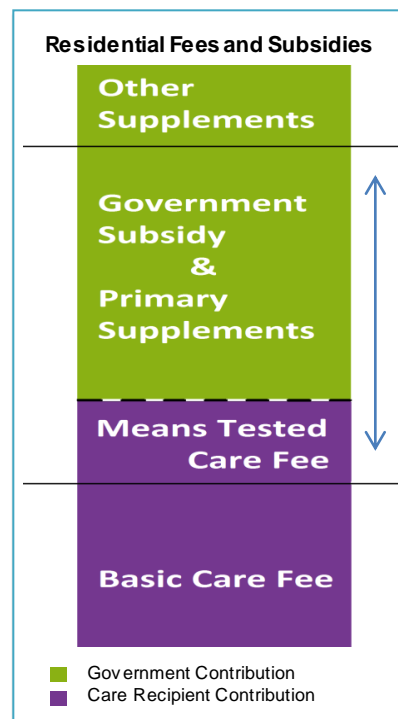 Residential Fees and Subsidies
Other
Supplements
Government
Subsidy
&
Primary
Supplements
Means Tested
Care Fee
Basic Care Fee
Government Contribution
Care Recipient Contribution